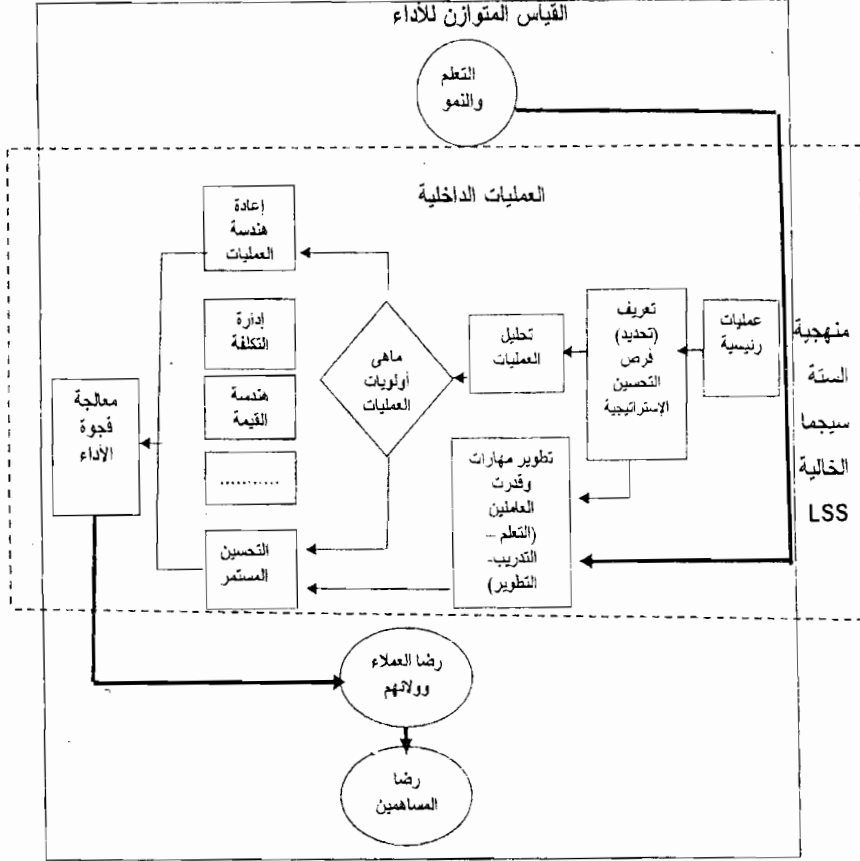 القياس المتوازن للأداء
التعلم
والنمو
العمليات الداخلية
منهجية
الستة
سيجما
الخالية
LSS
عمليات
رئيسية
تعريف
(تحديد)
فرص
التحسين
الإستراتيجية
تحليل
العمليات
ماهى
أولويات
العمليات
إعادة
هندسة
العمليات
إدارة
التكلفة
هندسة
القيمة
..........
التحسين
المستمر
تطوير مهارات
وقدرت
العاملين
(التعلم –
التدريب-
التطوير)
معالجة
فجوة
الأداء
رضا العملاء
وولائهم
رضا
المساهمين